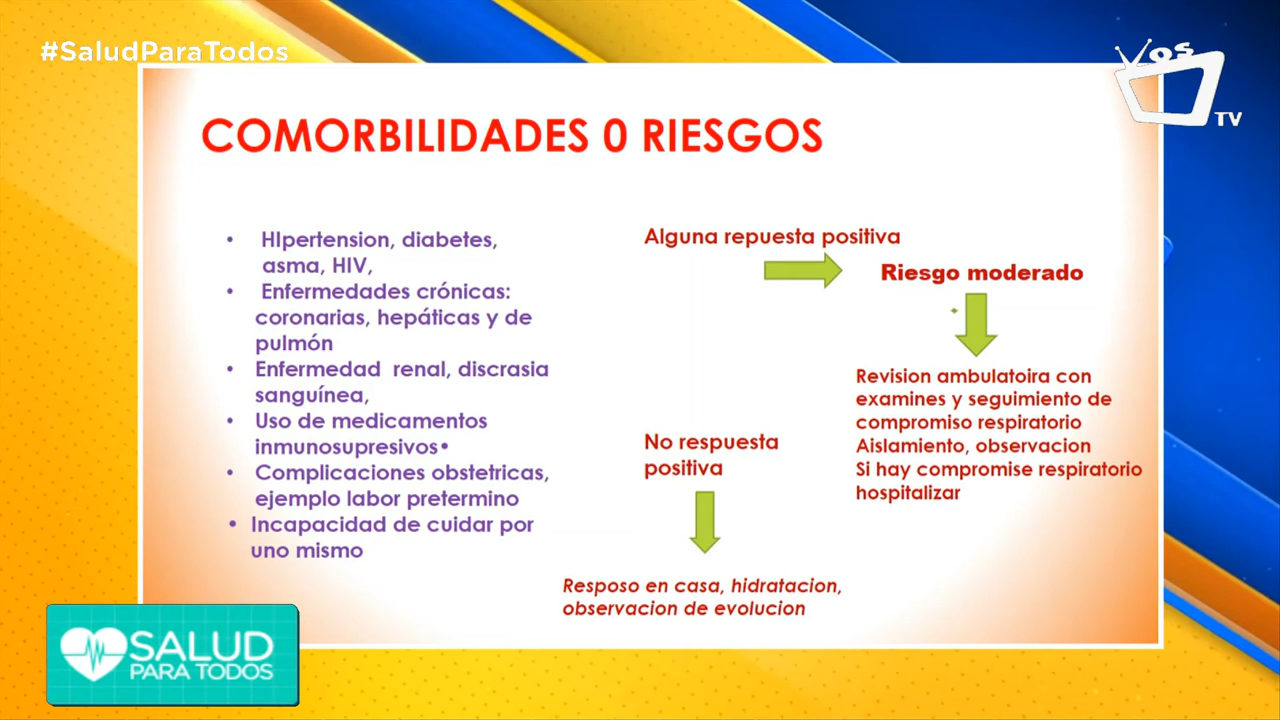 #SaludParaTodos
os
TV
COMORBILIDADES 0 RIESGOS
• HIpertension, diabetes,
asma, HIV,
• Enfermedades crónicas:
coronarias, hepáticas y de
pulmón
• Enfermedad renal, discrasia
sanguínea,
• Uso de medicamentos
inmunosupresivos•
• Complicaciones obstetricas,
ejemplo labor pretermino
• Incapacidad de cuidar por
uno mismo
Alguna repuesta positiva
Riesgo moderado
Revision ambulatoira con
examines y seguimiento de
compromiso respiratorio
Aislamiento, observacion
Si hay compromise respiratorio
hospitalizar
No respuesta
positiva
Resposo en casa, hidratacion,
observacion de evolucion
SALUD
PARA TODOS